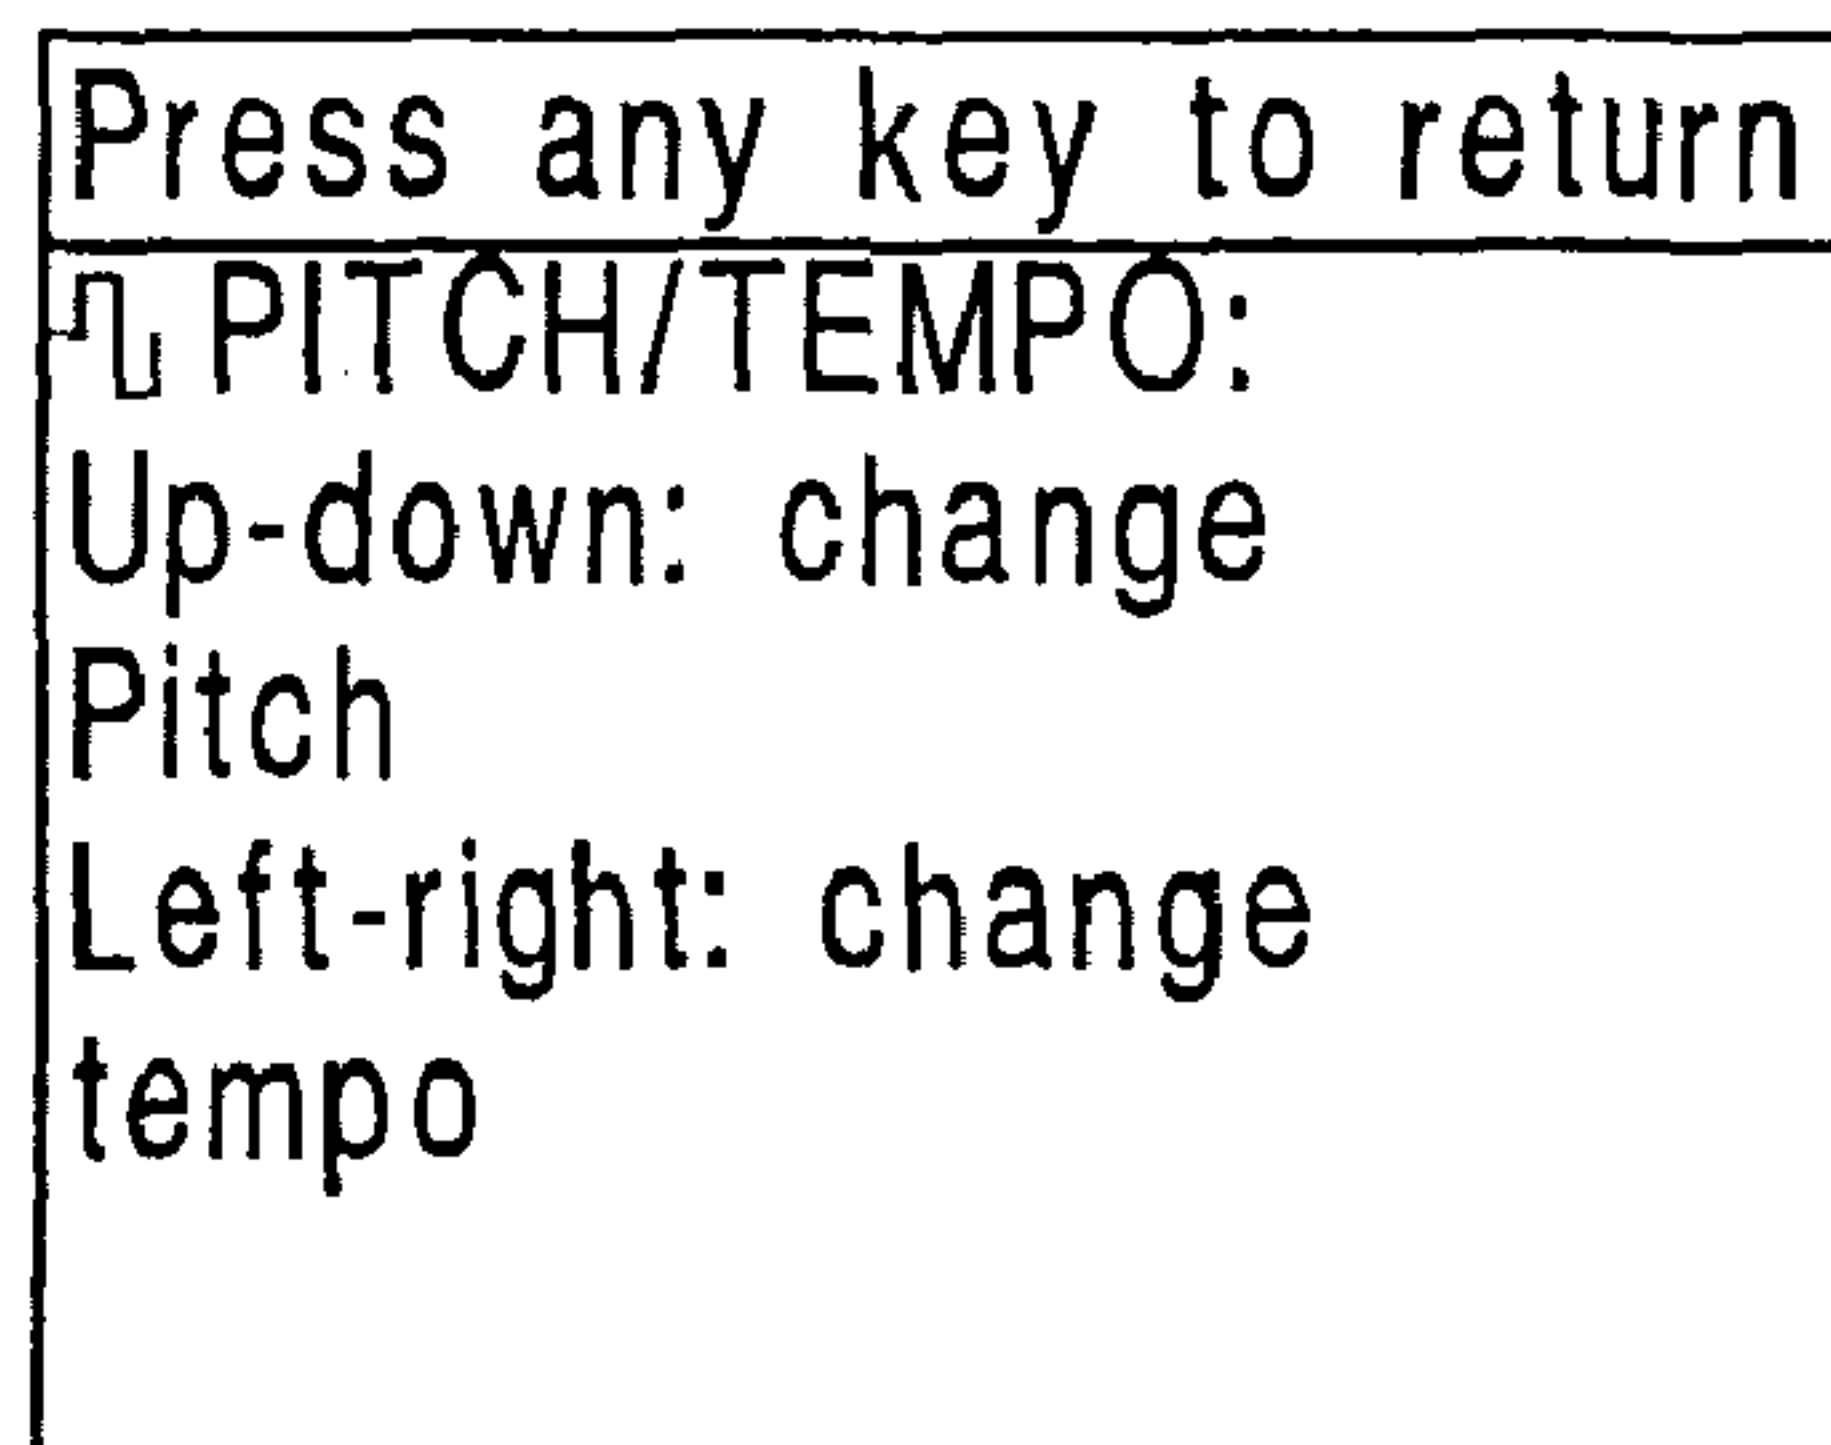 Press any key to return
PITCH/TEMPO:
Up-down: change
Pitch
Left-right: change
tempo